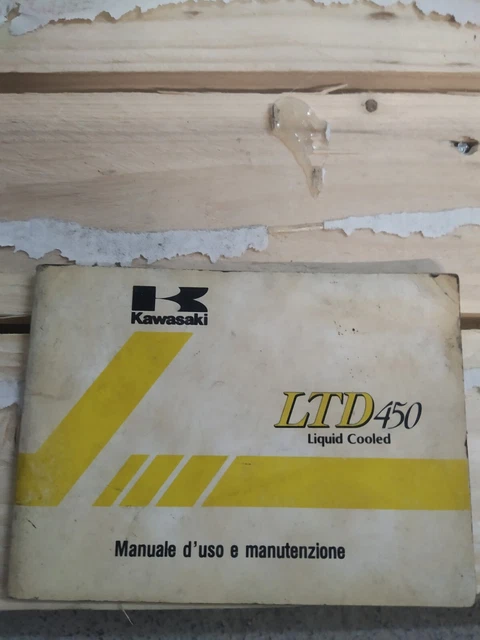 Kawasaki
LTD450
Liquid Cooled
Manuale d'uso e manutenzione